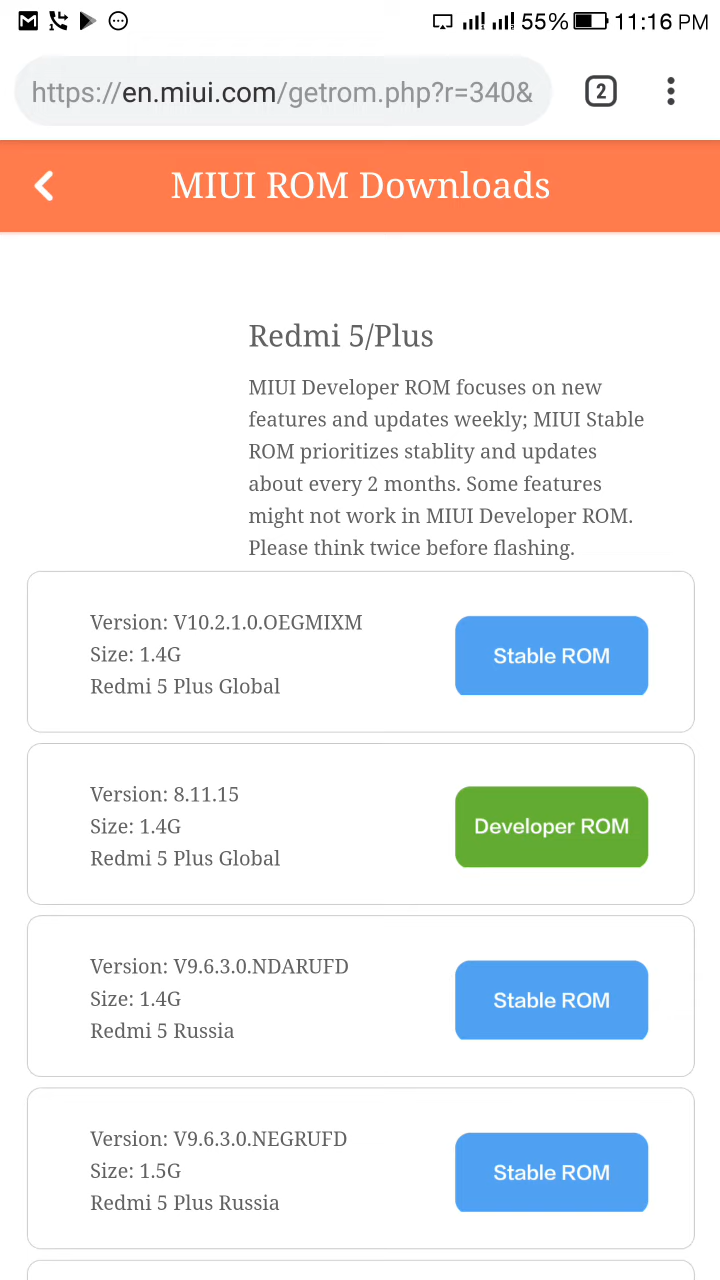 55% 11:16 PM
https://en.miui.com/getrom.php?r=340&
2
MIUI ROM Downloads
Redmi 5/Plus
MIUI Developer ROM focuses on new
features and updates weekly; MIUI Stable
ROM prioritizes stablity and updates
about every 2 months. Some features
might not work in MIUI Developer ROM.
Please think twice before flashing.
Version: V10.2.1.0.OEGMIXM
Size: 1.4G
Redmi 5 Plus Global
Stable ROM
Version: 8.11.15
Size: 1.4G
Redmi 5 Plus Global
Developer ROM
Version: V9.6.3.0.NDARUFD
Size: 1.4G
Redmi 5 Russia
Stable ROM
Version: V9.6.3.0.NEGRUFD
Size: 1.5G
Redmi 5 Plus Russia
Stable ROM